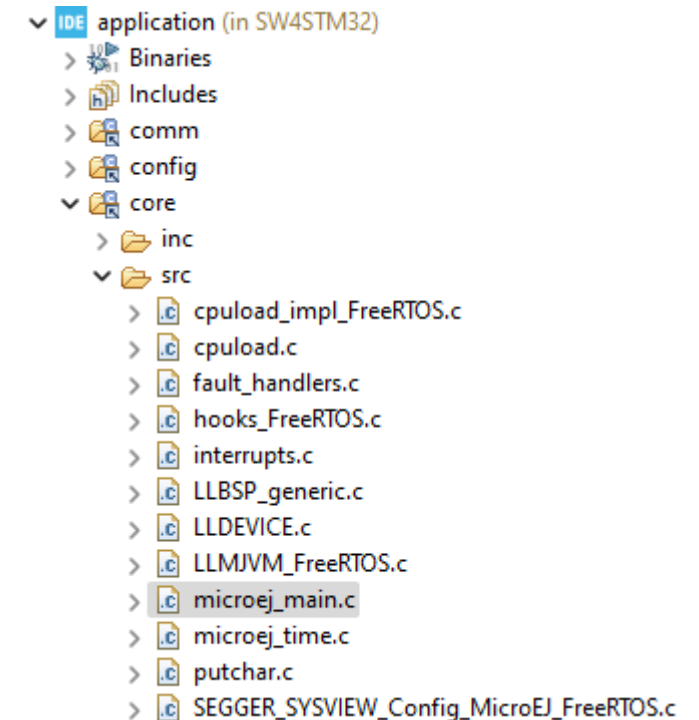 IDE application (in SW4STM32)
Binaries
Includes
comm
config
core
inc
src
.c cpuload_impl_FreeRTOS.c
.c cpuload.c
.c fault_handlers.c
.c hooks_FreeRTOS.c
.c interrupts.c
.c LLBSP_generic.c
.c LLDEVICE.c
.c LLMJVM_FreeRTOS.c
.c microej_main.c
.c microej_time.c
.c putchar.c
.c SEGGER_SYSVIEW_Config_MicroEJ_FreeRTOS.c